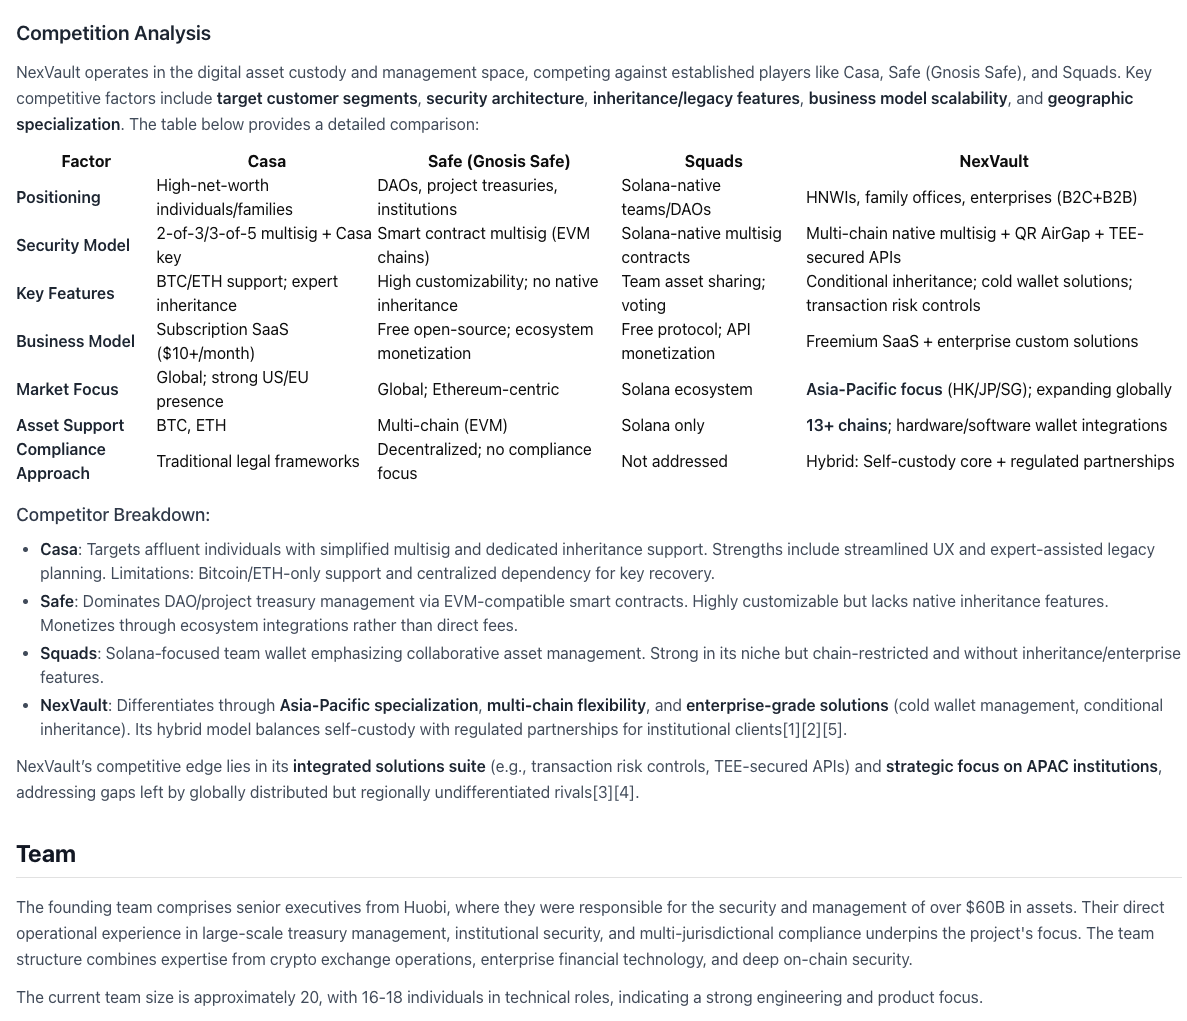 Competition Analysis
NexVault operates in the digital asset custody and management space, competing against established players like Casa, Safe (Gnosis Safe), and Squads. Key
competitive factors include target customer segments, security architecture, inheritance/legacy features, business model scalability, and geographic
specialization. The table below provides a detailed comparison:
Factor Casa Safe (Gnosis Safe) Squads NexVault
Positioning High-net-worth individuals/families DAOs, project treasuries, institutions Solana-native teams/DAOs HNWIs, family offices, enterprises (B2C+B2B)
Security Model 2-of-3/3-of-5 multisig + Casa key Smart contract multisig (EVM chains) Solana-native multisig contracts Multi-chain native multisig + QR AirGap + TEE-secured APIs
Key Features BTC/ETH support; expert inheritance High customizability; no native inheritance Team asset sharing; voting Conditional inheritance; cold wallet solutions; transaction risk controls
Business Model Subscription SaaS ($10+/month) Free open-source; ecosystem monetization Free protocol; API monetization Freemium SaaS + enterprise custom solutions
Market Focus Global; strong US/EU presence Global; Ethereum-centric Solana ecosystem Asia-Pacific focus (HK/JP/SG); expanding globally
Asset Support BTC, ETH Multi-chain (EVM) Solana only 13+ chains; hardware/software wallet integrations
Compliance Approach Traditional legal frameworks Decentralized; no compliance focus Not addressed Hybrid: Self-custody core + regulated partnerships
Competitor Breakdown:
• Casa: Targets affluent individuals with simplified multisig and dedicated inheritance support. Strengths include streamlined UX and expert-assisted legacy
planning. Limitations: Bitcoin/ETH-only support and centralized dependency for key recovery.
• Safe: Dominates DAO/project treasury management via EVM-compatible smart contracts. Highly customizable but lacks native inheritance features.
Monetizes through ecosystem integrations rather than direct fees.
• Squads: Solana-focused team wallet emphasizing collaborative asset management. Strong in its niche but chain-restricted and without inheritance/enterprise
features.
• NexVault: Differentiates through Asia-Pacific specialization, multi-chain flexibility, and enterprise-grade solutions (cold wallet management, conditional
inheritance). Its hybrid model balances self-custody with regulated partnerships for institutional clients[1][2][5].
NexVault’s competitive edge lies in its integrated solutions suite (e.g., transaction risk controls, TEE-secured APIs) and strategic focus on APAC institutions,
addressing gaps left by globally distributed but regionally undifferentiated rivals[3][4].
Team
The founding team comprises senior executives from Huobi, where they were responsible for the security and management of over $60B in assets. Their direct
operational experience in large-scale treasury management, institutional security, and multi-jurisdictional compliance underpins the project's focus. The team
structure combines expertise from crypto exchange operations, enterprise financial technology, and deep on-chain security.
The current team size is approximately 20, with 16-18 individuals in technical roles, indicating a strong engineering and product focus.